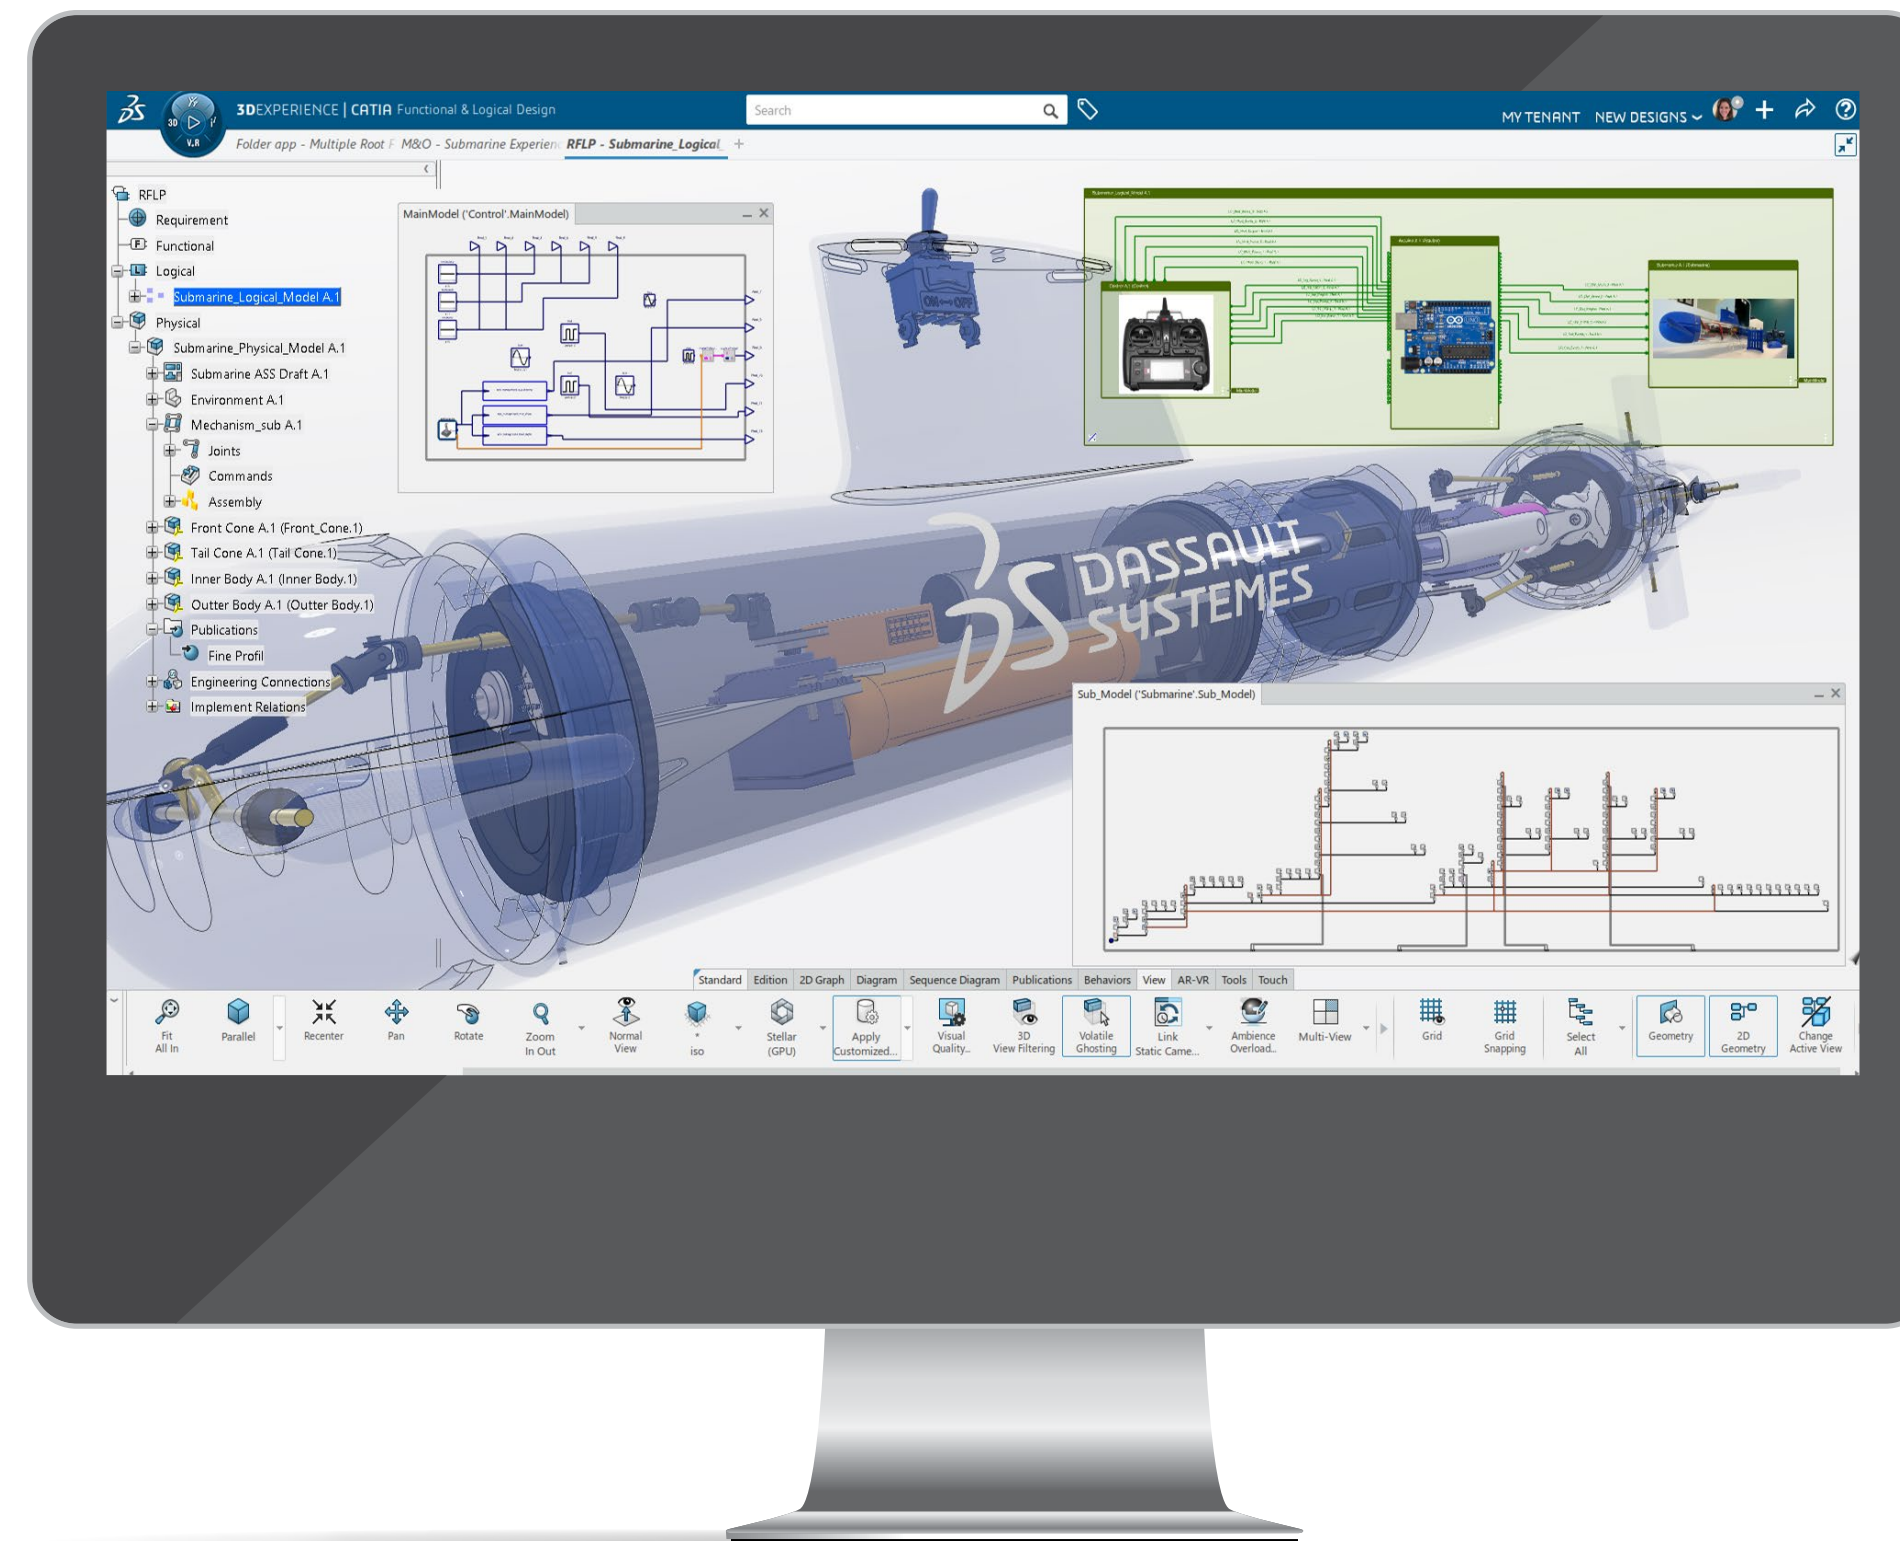 3DEXPERIENCE | CATIA Functional & Logical Design
Search
MY TENANT NEW DESIGNS
3D
V.R
Folder app - Multiple Root F
M&O - Submarine Experien
RFLP - Submarine_Logical_
RFLP
Requirement
Functional
Logical
Submarine_Logical_Model A.1
Physical
Submarine_Physical_Model A.1
Submarine ASS Draft A.1
Environment A.1
Mechanism_sub A.1
Joints
Commands
Assembly
Front Cone A.1 (Front_Cone.1)
Tail Cone A.1 (Tail Cone.1)
Inner Body A.1 (Inner Body.1)
Outter Body A.1 (Outter Body.1)
Publications
Fine Profil
Engineering Connections
Implement Relations
MainModel ('Control'.MainModel)
ON OFF
DASSAULT
SYSTEMES
Sub_Model ('Submarine'.Sub_Model)
Standard Edition 2D Graph Diagram Sequence Diagram Publications Behaviors View AR-VR Tools Touch
Fit
All In
Parallel
Recenter
Pan
Rotate
Zoom
In Out
Normal
View
iso
Stellar
(GPU)
Apply
Customized...
Visual
Quality...
3D
View Filtering
Volatile
Ghosting
Link
Static Came...
Ambience
Overload...
Multi-View
Grid
Grid
Snapping
Select
All
Geometry
2D
Geometry
Change
Active View